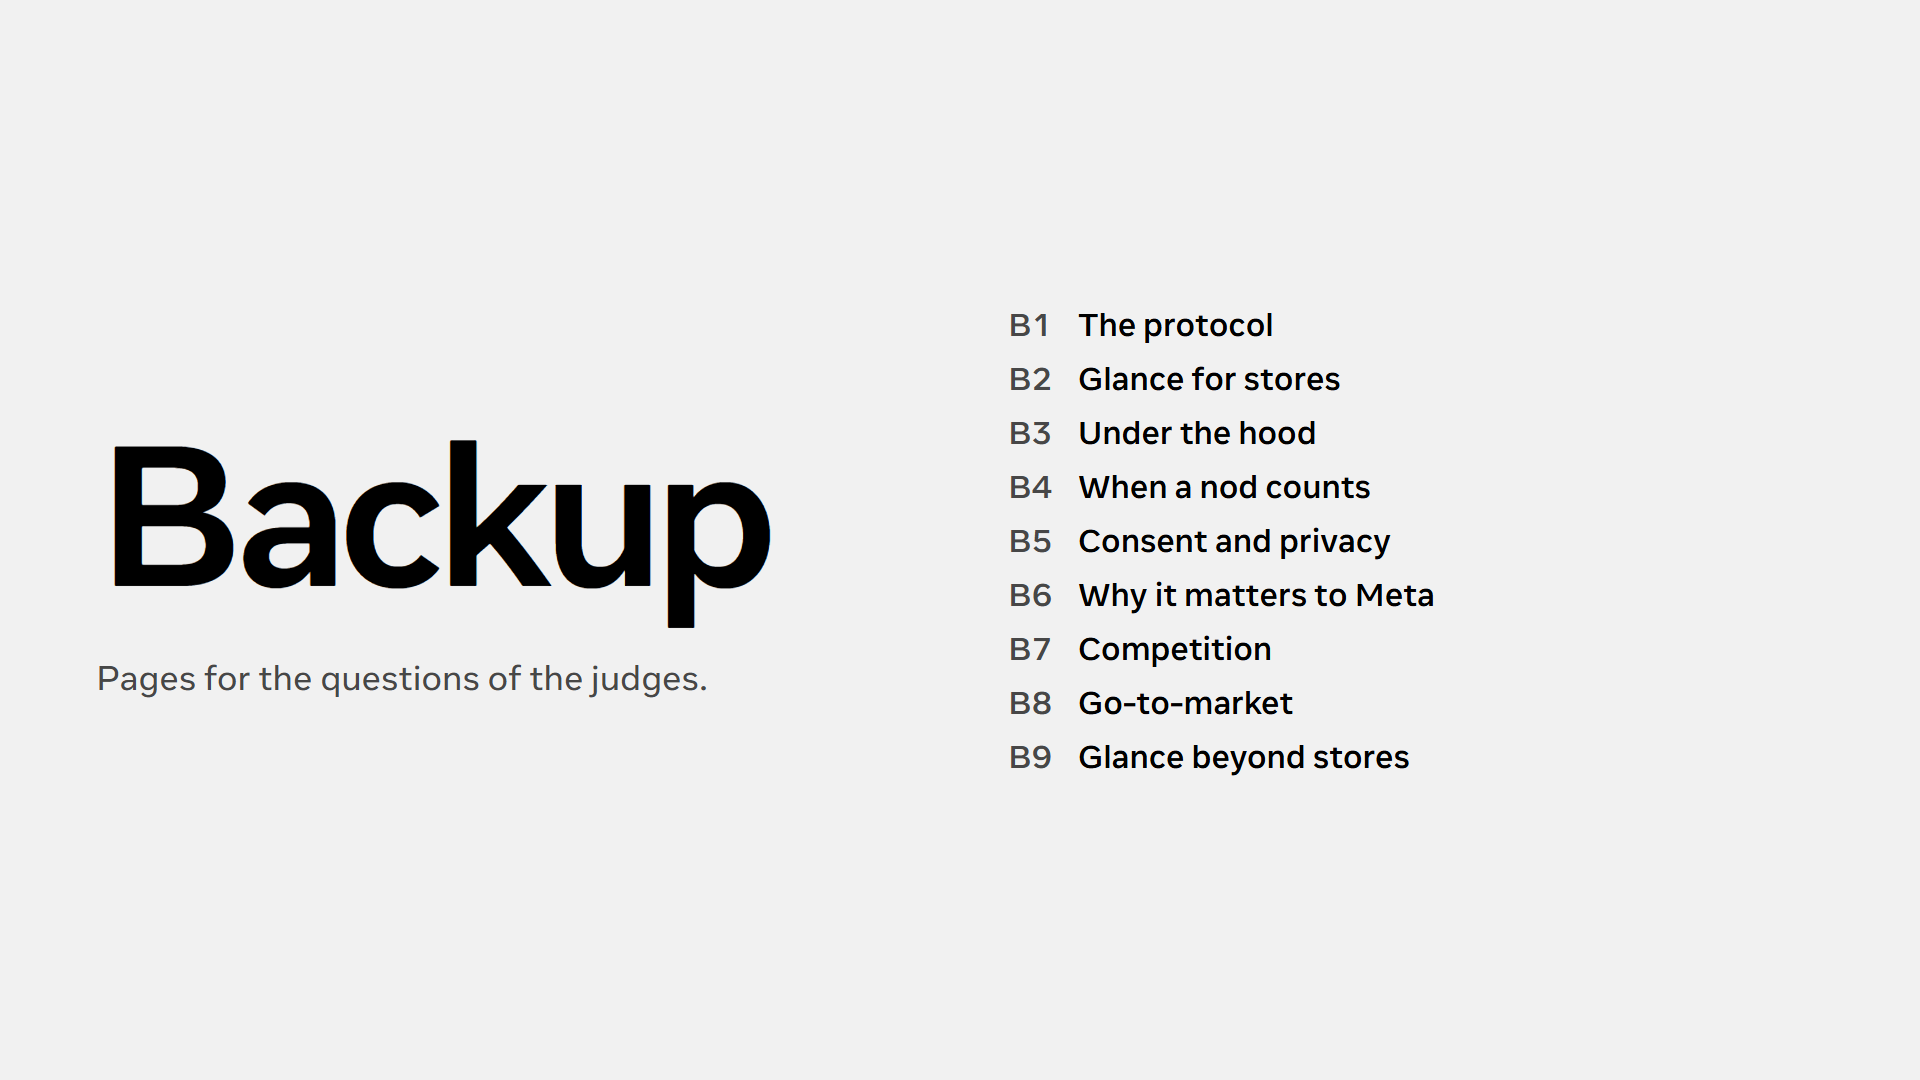 Backup
Pages for the questions of the judges.
B1 The protocol
B2 Glance for stores
B3 Under the hood
B4 When a nod counts
B5 Consent and privacy
B6 Why it matters to Meta
B7 Competition
B8 Go-to-market
B9 Glance beyond stores